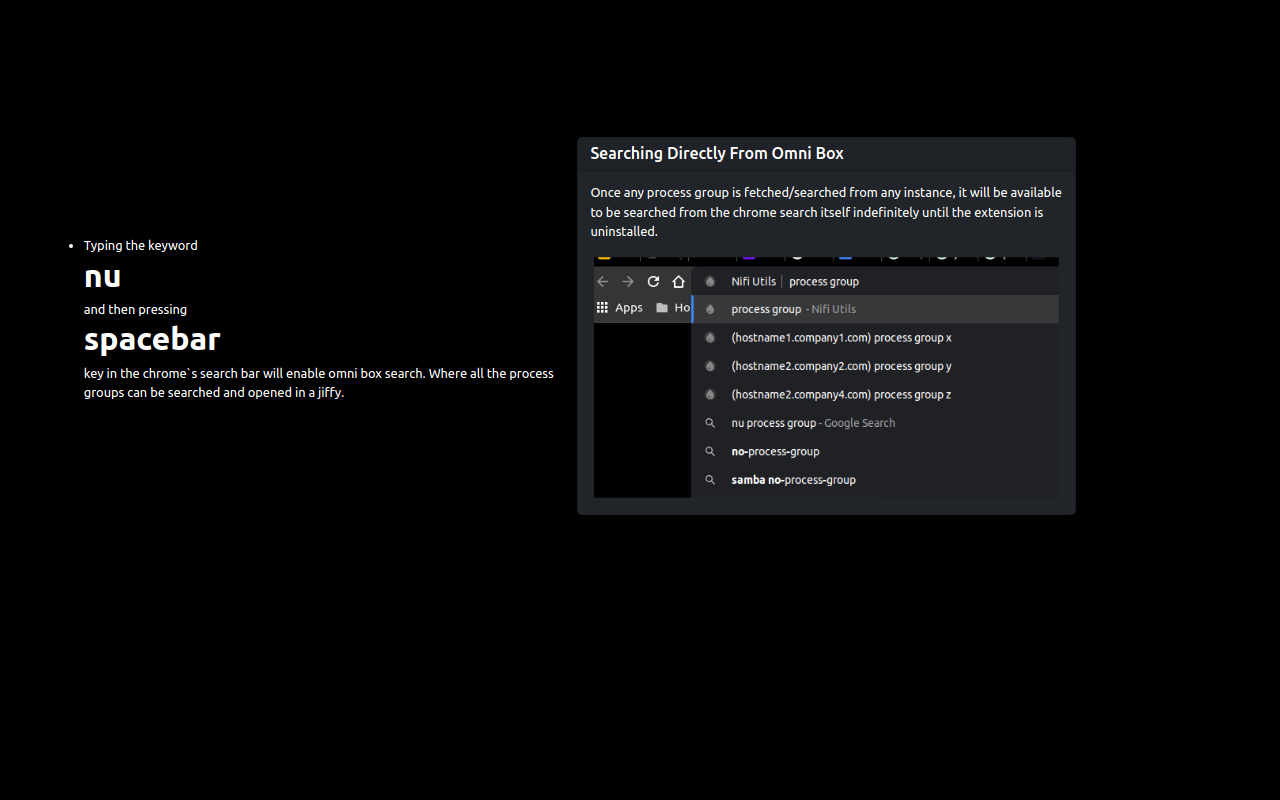 Typing the keyword
nu
and then pressing
spacebar
key in the chrome`s search bar will enable omni box search. Where all the process
groups can be searched and opened in a jiffy.
Searching Directly From Omni Box
Once any process group is fetched/searched from any instance, it will be available
to be searched from the chrome search itself indefinitely until the extension is
uninstalled.
Nifi Utils | process group
Apps Ho
process group - Nifi Utils
(hostname1.company1.com) process group x
(hostname2.company2.com) process group y
(hostname2.company4.com) process group z
nu process group - Google Search
no-process-group
samba no-process-group